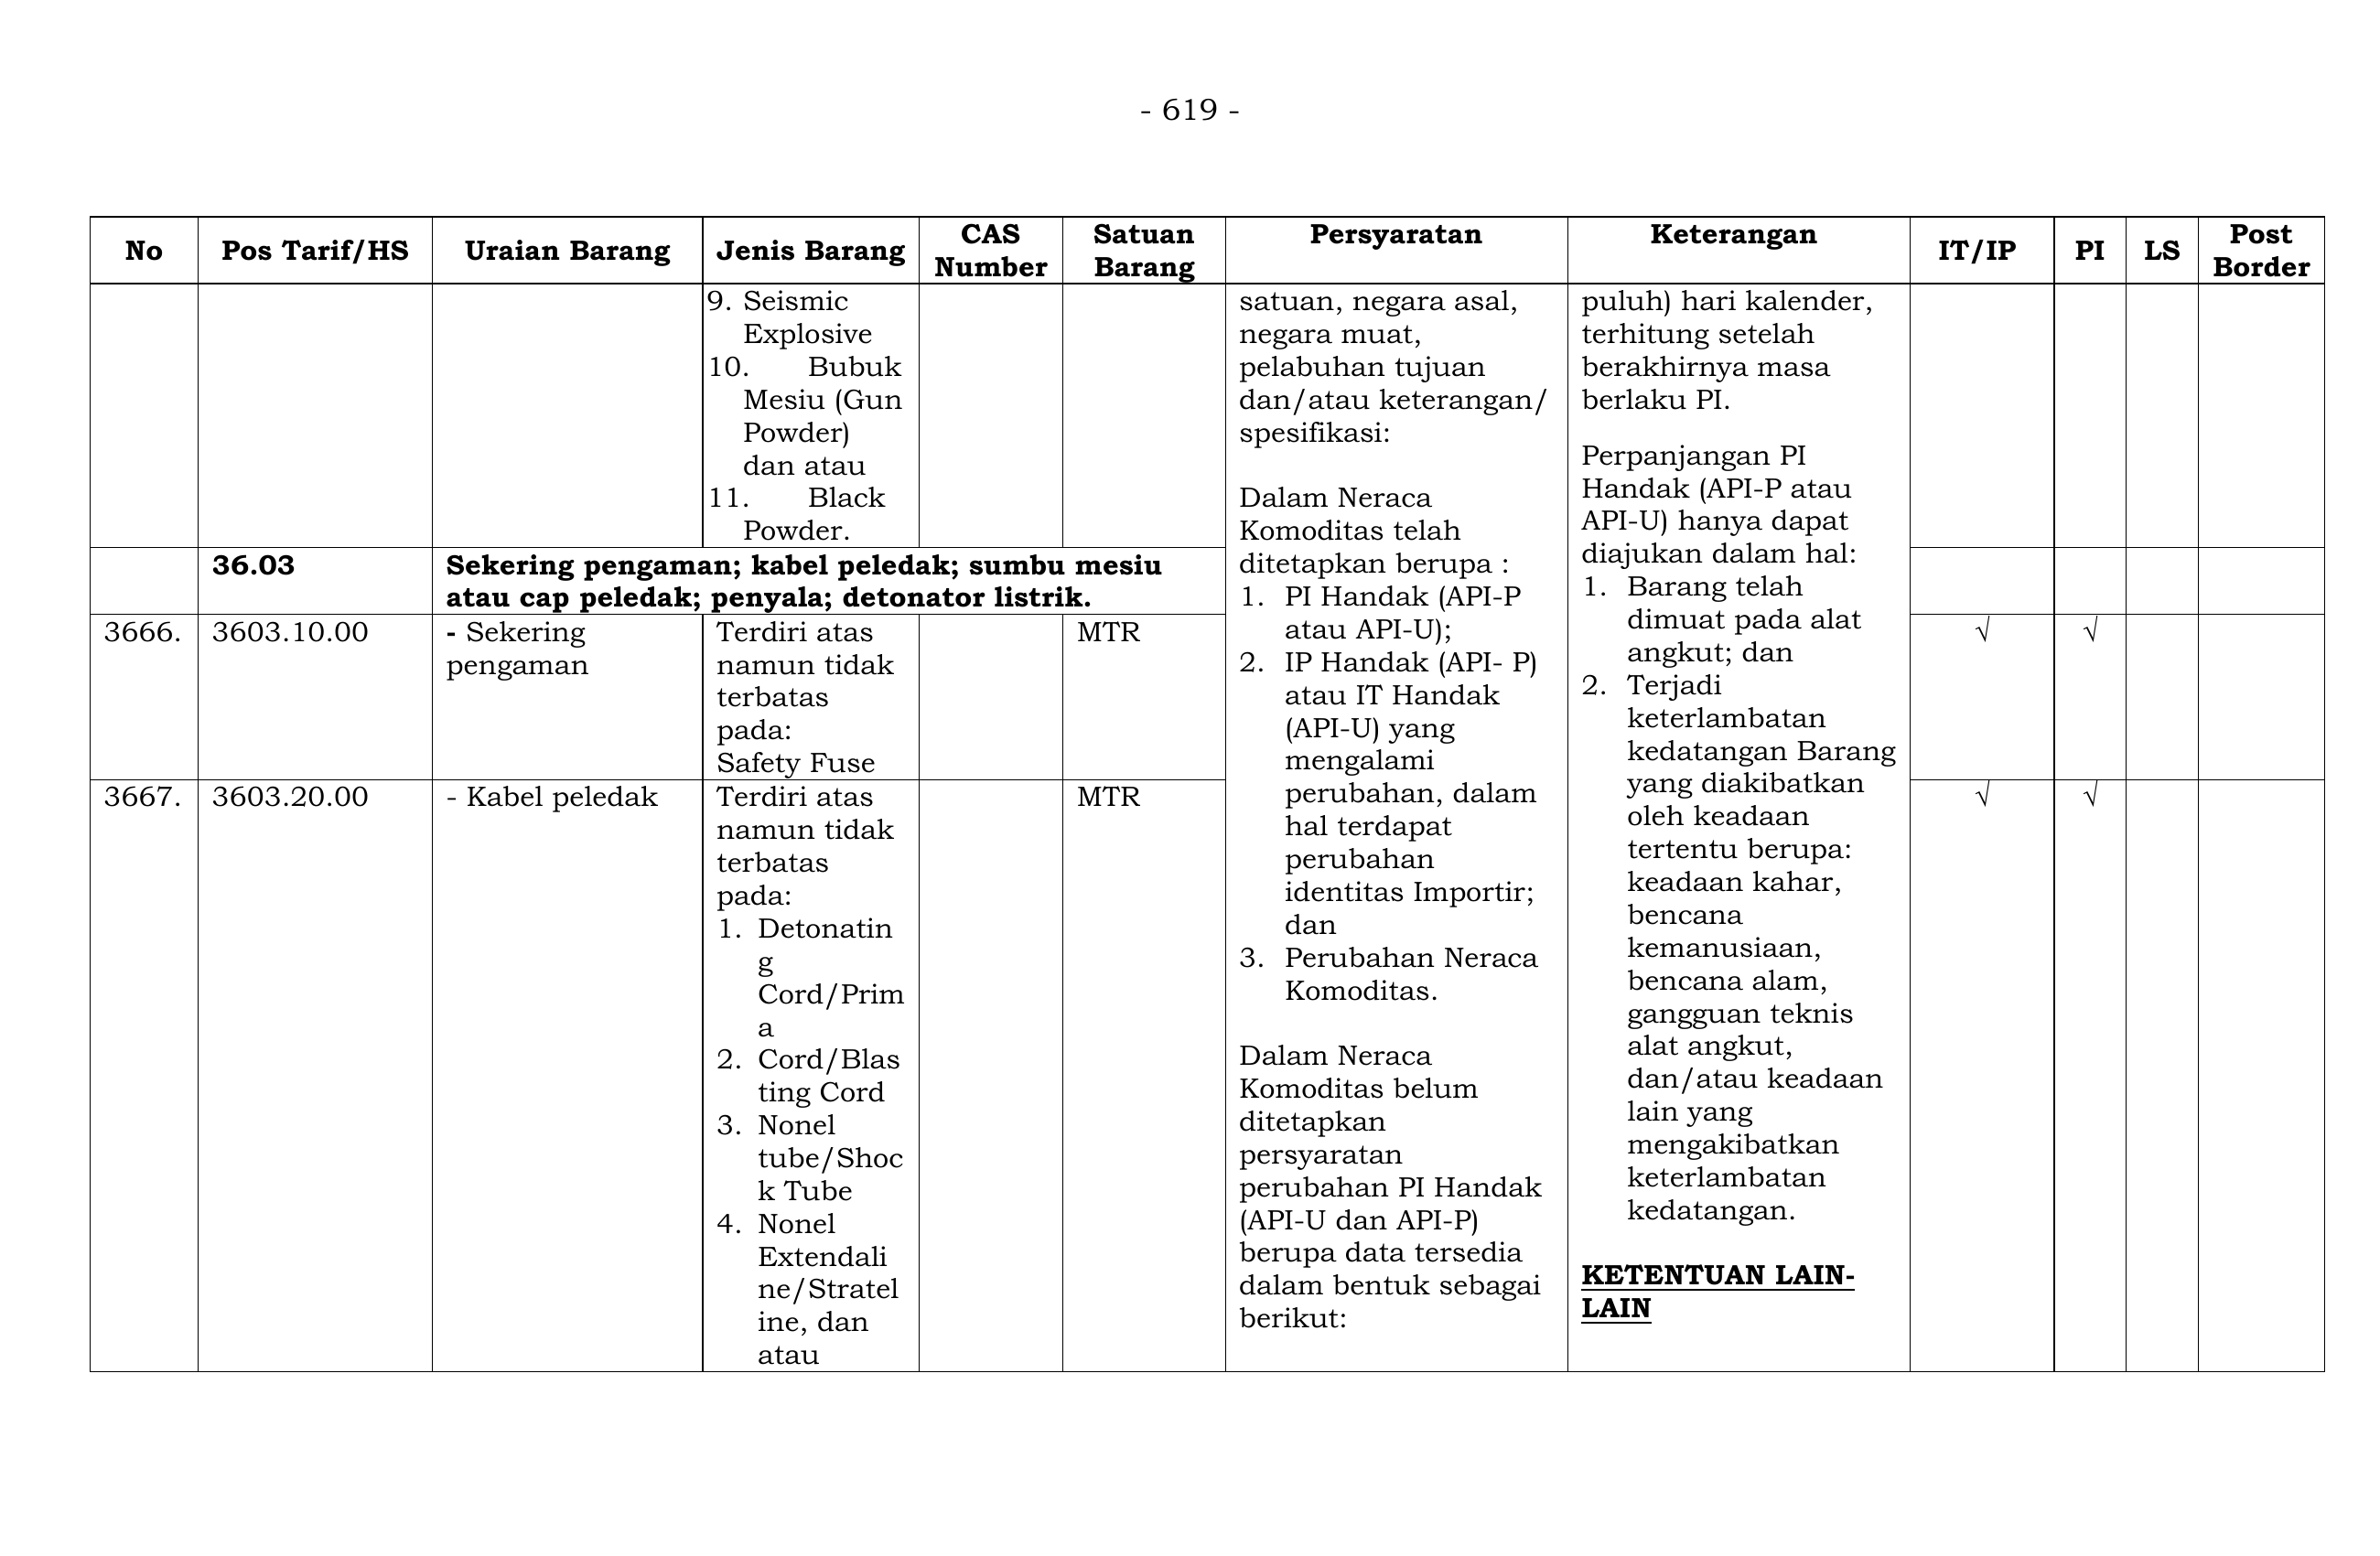 - 619 -
No
Pos Tarif/HS
Uraian Barang
Jenis Barang
CAS
Number
Satuan
Barang
Persyaratan
Keterangan
IT/IP
PI
LS
Post
Border
9. Seismic
Explosive
10. Bubuk
Mesiu (Gun
Powder)
dan atau
11. Black
Powder.
36.03
Sekering pengaman; kabel peledak; sumbu mesiu
atau cap peledak; penyala; detonator listrik.
3666.
3603.10.00
- Sekering
pengaman
Terdiri atas
namun tidak
terbatas
pada:
Safety Fuse
MTR
√
√
3667.
3603.20.00
- Kabel peledak
Terdiri atas
namun tidak
terbatas
pada:
1. Detonatin
g
Cord/Prim
a
2. Cord/Blas
ting Cord
3. Nonel
tube/Shoc
k Tube
4. Nonel
Extendali
ne/Stratel
ine, dan
atau
MTR
√
√
satuan, negara asal,
negara muat,
pelabuhan tujuan
dan/atau keterangan/
spesifikasi:
Dalam Neraca
Komoditas telah
ditetapkan berupa :
1. PI Handak (API-P
atau API-U);
2. IP Handak (API- P)
atau IT Handak
(API-U) yang
mengalami
perubahan, dalam
hal terdapat
perubahan
identitas Importir;
dan
3. Perubahan Neraca
Komoditas.
Dalam Neraca
Komoditas belum
ditetapkan
persyaratan
perubahan PI Handak
(API-U dan API-P)
berupa data tersedia
dalam bentuk sebagai
berikut:
puluh) hari kalender,
terhitung setelah
berakhirnya masa
berlaku PI.
Perpanjangan PI
Handak (API-P atau
API-U) hanya dapat
diajukan dalam hal:
1. Barang telah
dimuat pada alat
angkut; dan
2. Terjadi
keterlambatan
kedatangan Barang
yang diakibatkan
oleh keadaan
tertentu berupa:
keadaan kahar,
bencana
kemanusiaan,
bencana alam,
gangguan teknis
alat angkut,
dan/atau keadaan
lain yang
mengakibatkan
keterlambatan
kedatangan.
KETENTUAN LAIN-
LAIN